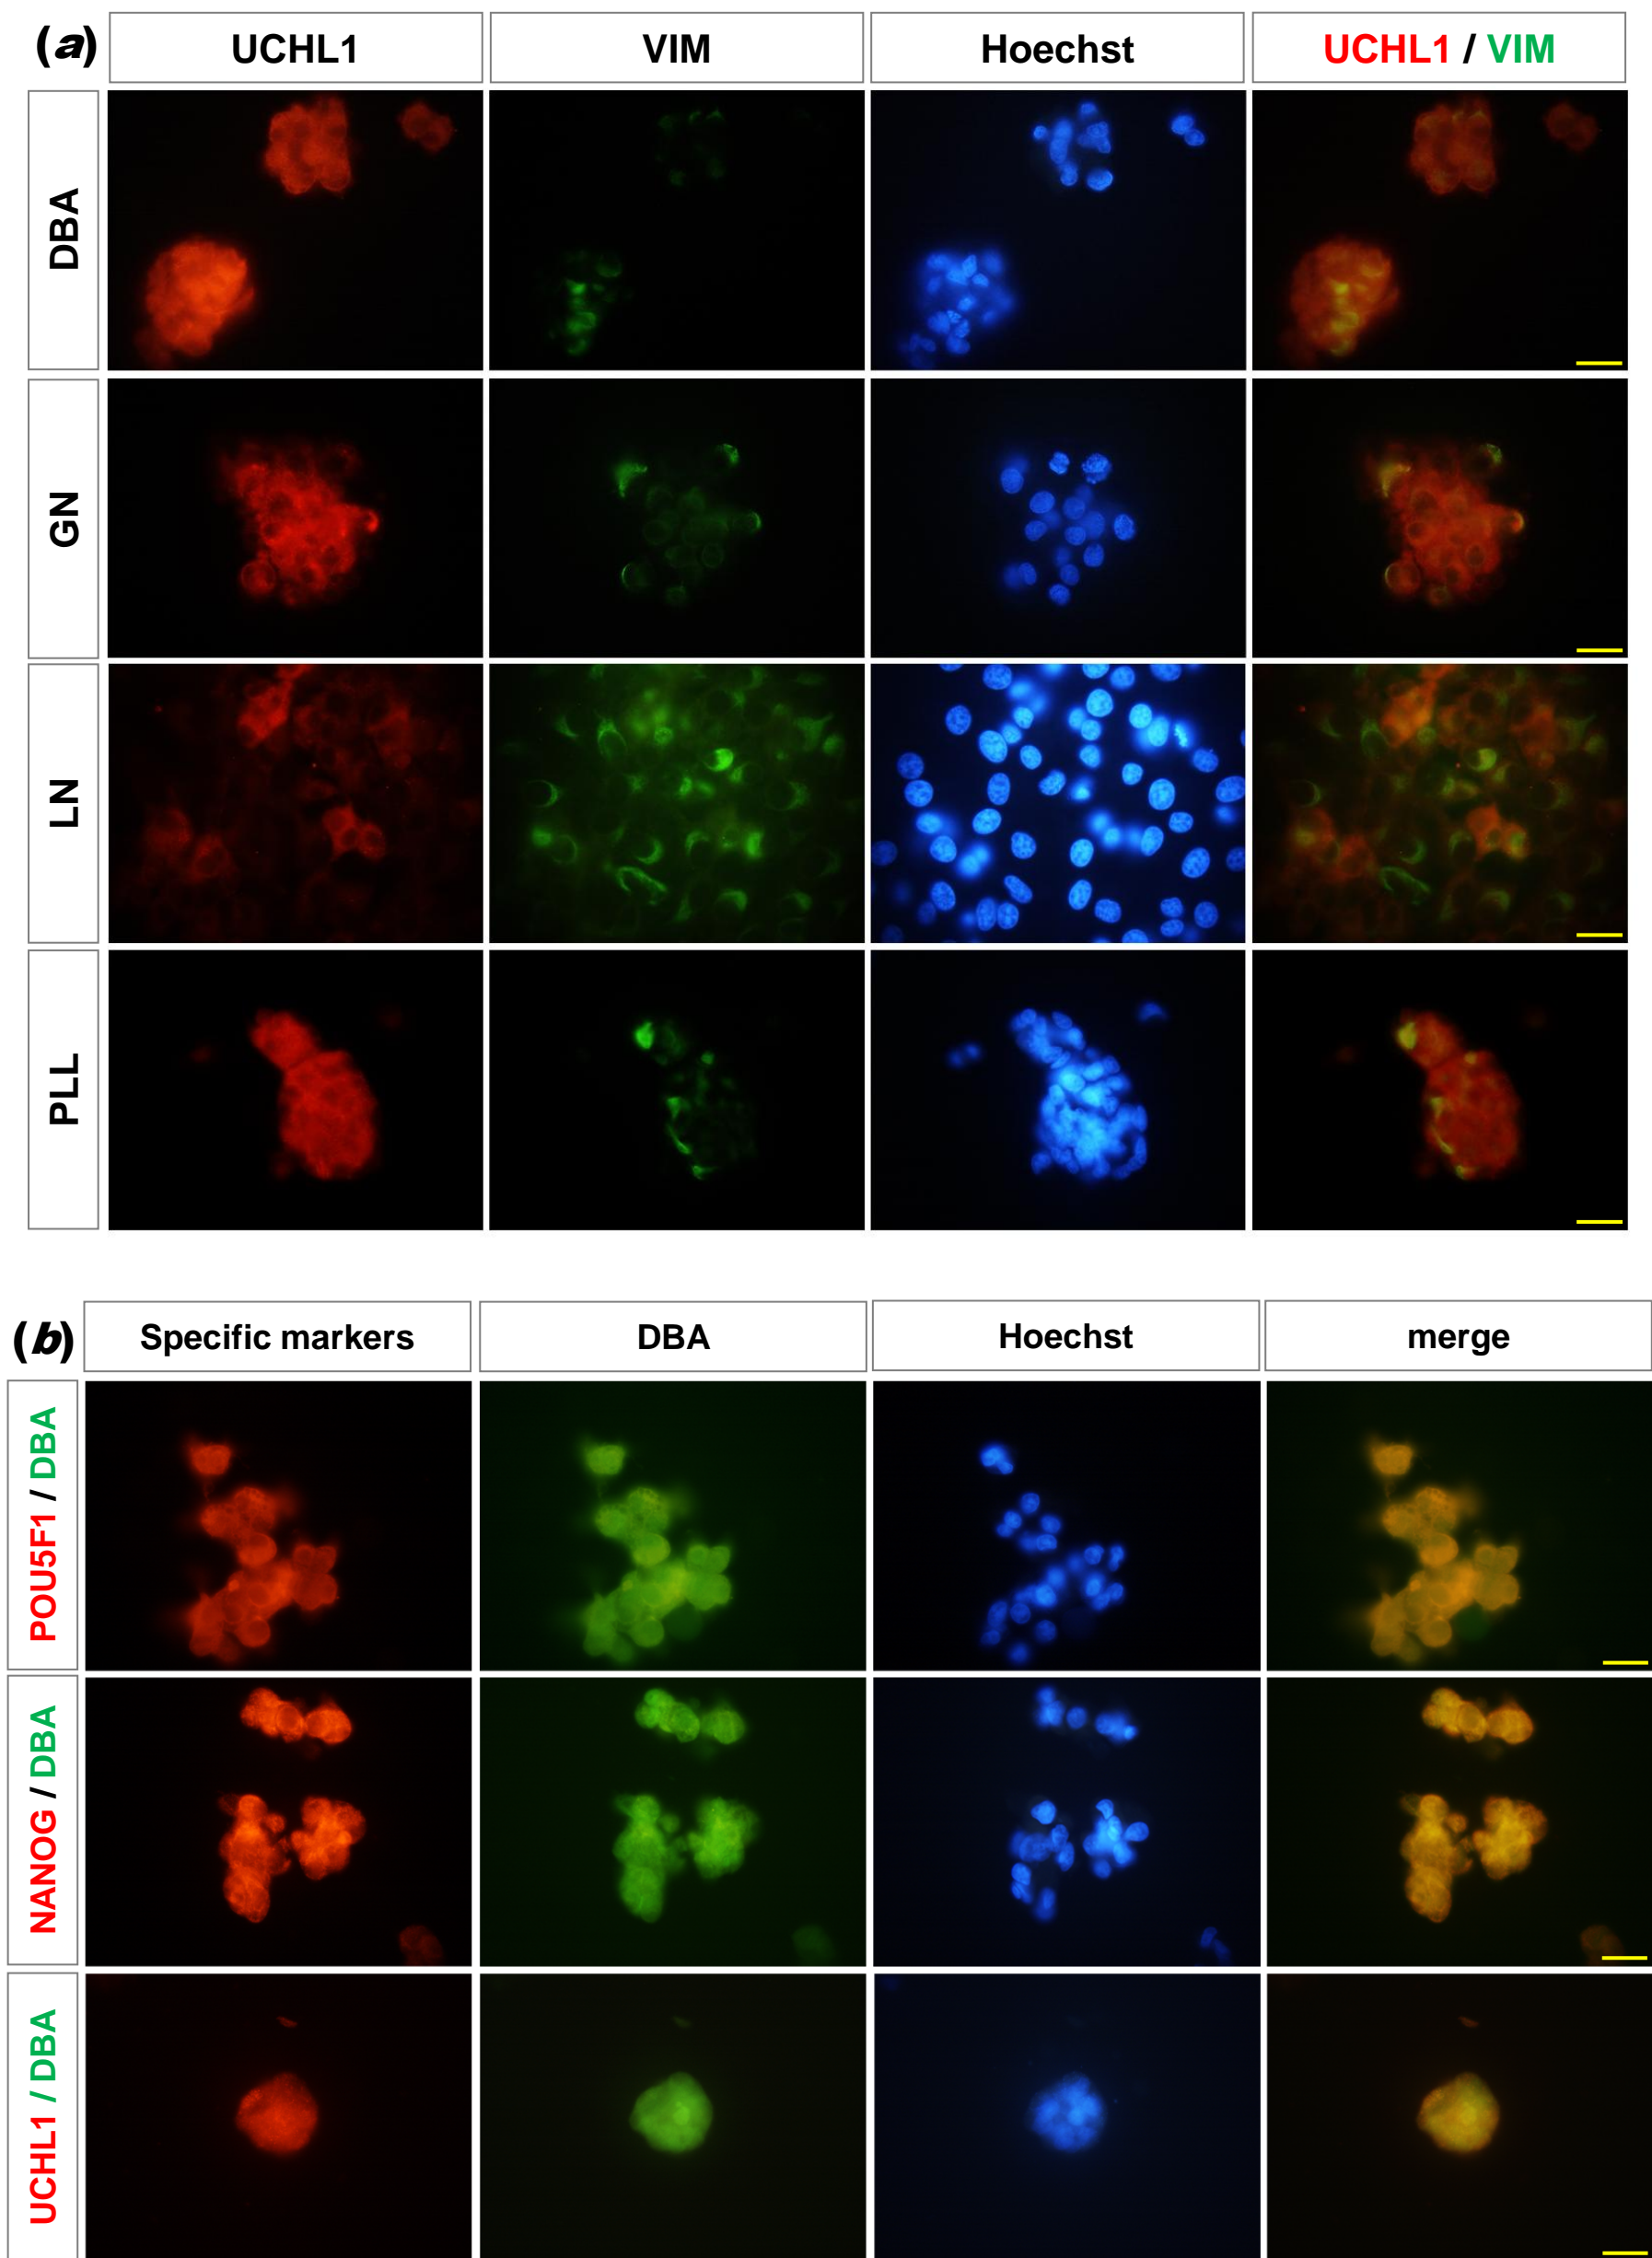 (a)
UCHL1
VIM
Hoechst
UCHL1 / VIM
DBA
GN
LN
PLL
(b)
Specific markers
DBA
Hoechst
merge
POU5F1 / DBA
NANOG / DBA
UCHL1 / DBA